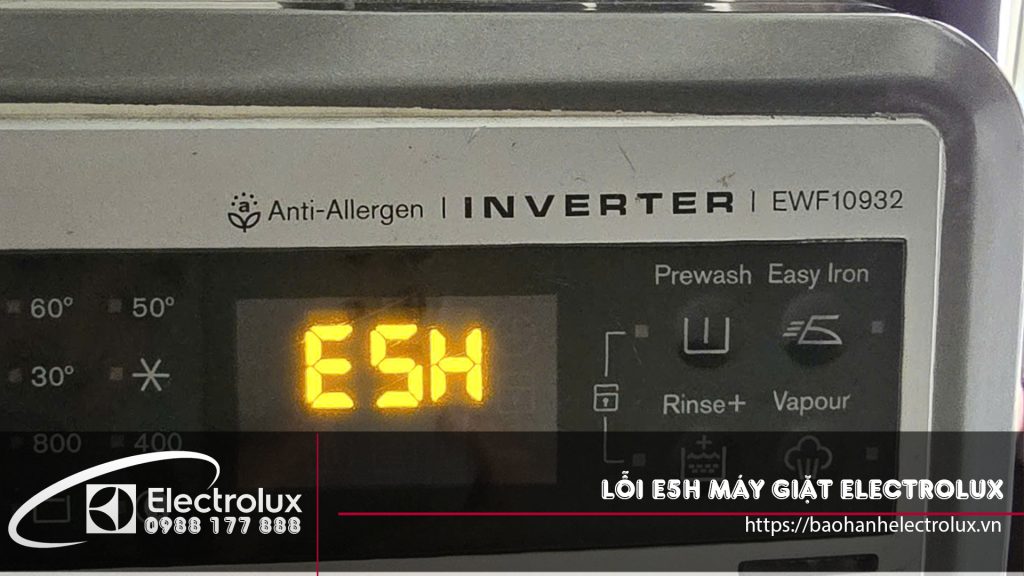 a Anti-Allergen | INVERTER | EWF10932
Prewash Easy Iron
60° 50°
E5H
30°
Rinse+ Vapour
800 400
Electrolux
0988 177 888
LỖI E5H MÁY GIẶT ELECTROLUX
https://baohanhelectrolux.vn